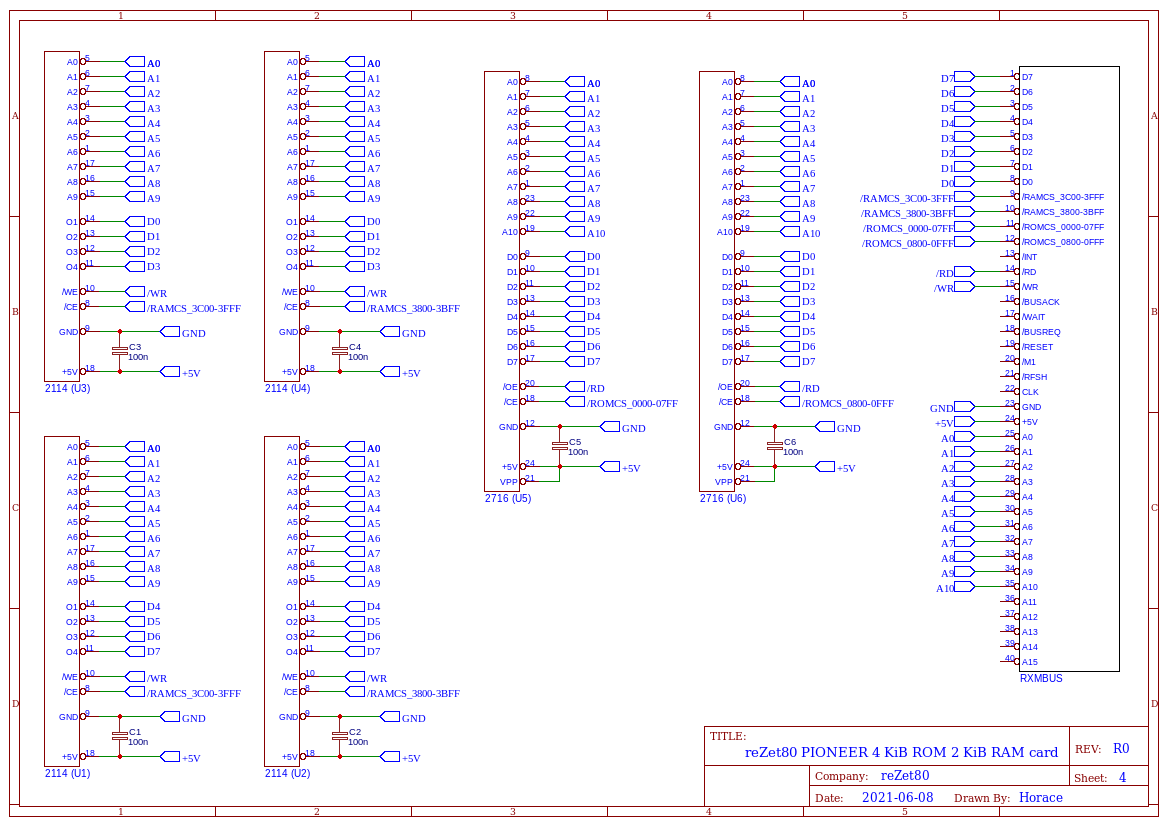 1 2 3 4 5
A
B
C
D
A0 5 A0
A1 6 A1
A2 7 A2
A3 4 A3
A4 3 A4
A5 2 A5
A6 1 A6
A7 17 A7
A8 16 A8
A9 15 A9
O1 14 D0
O2 13 D1
O3 12 D2
O4 11 D3
/WE 10 /WR
/CE 8 /RAMCS_3C00-3FFF
GND 9 GND
C3
100n
+5V 18 +5V
2114 (U3)
A0 5 A0
A1 6 A1
A2 7 A2
A3 4 A3
A4 3 A4
A5 2 A5
A6 1 A6
A7 17 A7
A8 16 A8
A9 15 A9
O1 14 D0
O2 13 D1
O3 12 D2
O4 11 D3
/WE 10 /WR
/CE 8 /RAMCS_3800-3BFF
GND 9 GND
C4
100n
+5V 18 +5V
2114 (U4)
A0 8 A0
A1 7 A1
A2 6 A2
A3 5 A3
A4 4 A4
A5 3 A5
A6 2 A6
A7 1 A7
A8 23 A8
A9 22 A9
A10 19 A10
D0 9 D0
D1 10 D1
D2 11 D2
D3 13 D3
D4 14 D4
D5 15 D5
D6 16 D6
D7 17 D7
/OE 20 /RD
/CE 18 /ROMCS_0000-07FF
GND 12 GND
C5
100n
+5V 24 +5V
VPP 21
2716 (U5)
A0 8 A0
A1 7 A1
A2 6 A2
A3 5 A3
A4 4 A4
A5 3 A5
A6 2 A6
A7 1 A7
A8 23 A8
A9 22 A9
A10 19 A10
D0 9 D0
D1 10 D1
D2 11 D2
D3 13 D3
D4 14 D4
D5 15 D5
D6 16 D6
D7 17 D7
/OE 20 /RD
/CE 18 /ROMCS_0800-0FFF
GND 12 GND
C6
100n
+5V 24 +5V
VPP 21
2716 (U6)
D7 1 D7
D6 2 D6
D5 3 D5
D4 4 D4
D3 5 D3
D2 6 D2
D1 7 D1
D0 8 D0
/RAMCS_3C00-3FFF 9 /RAMCS_3C00-3FFF
/RAMCS_3800-3BFF 10 /RAMCS_3800-3BFF
/ROMCS_0000-07FF 11 /ROMCS_0000-07FF
/ROMCS_0800-0FFF 12 /ROMCS_0800-0FFF
13 /INT
/RD 14 /RD
/WR 15 /WR
16 /BUSACK
17 /WAIT
18 /BUSREQ
19 /RESET
20 /M1
21 /RFSH
22 CLK
GND 23 GND
+5V 24 +5V
A0 25 A0
A1 26 A1
A2 27 A2
A3 28 A3
A4 29 A4
A5 30 A5
A6 31 A6
A7 32 A7
A8 33 A8
A9 34 A9
A10 35 A10
36 A11
37 A12
38 A13
39 A14
40 A15
RXMBUS
A0 5 A0
A1 6 A1
A2 7 A2
A3 4 A3
A4 3 A4
A5 2 A5
A6 1 A6
A7 17 A7
A8 16 A8
A9 15 A9
O1 14 D4
O2 13 D5
O3 12 D6
O4 11 D7
/WE 10 /WR
/CE 8 /RAMCS_3C00-3FFF
GND 9 GND
C1
100n
+5V 18 +5V
2114 (U1)
A0 5 A0
A1 6 A1
A2 7 A2
A3 4 A3
A4 3 A4
A5 2 A5
A6 1 A6
A7 17 A7
A8 16 A8
A9 15 A9
O1 14 D4
O2 13 D5
O3 12 D6
O4 11 D7
/WE 10 /WR
/CE 8 /RAMCS_3800-3BFF
GND 9 GND
C2
100n
+5V 18 +5V
2114 (U2)
A
B
C
D
TITLE:
reZet80 PIONEER 4 KiB ROM 2 KiB RAM card
REV: R0
Company: reZet80
Sheet: 4
Date: 2021-06-08 Drawn By: Horace
1 2 3 4 5